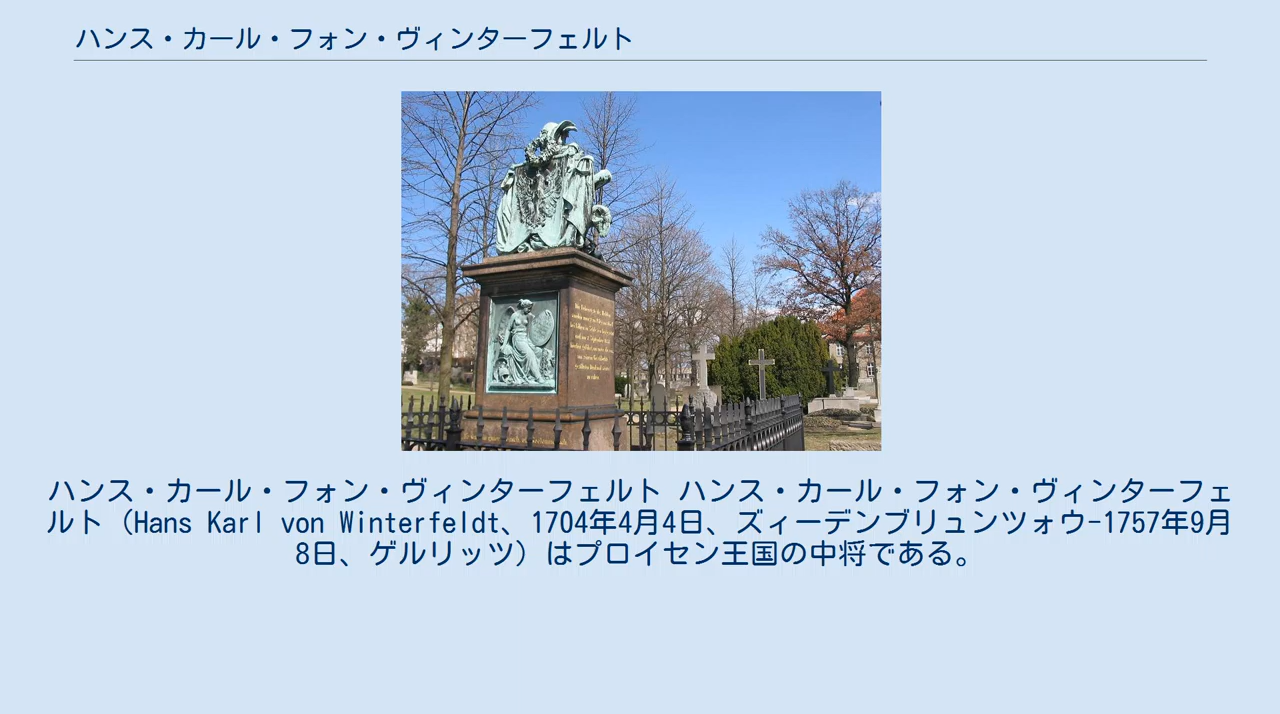 ハンス・カール・フォン・ヴィンターフェルト
ハンス・カール・フォン・ヴィンターフェルト ハンス・カール・フォン・ヴィンターフェ
ルト（Hans Karl von Winterfeldt、1704年4月4日、ズィーデンブリュンツォウ-1757年9月
8日、ゲルリッツ）はプロイセン王国の中将である。